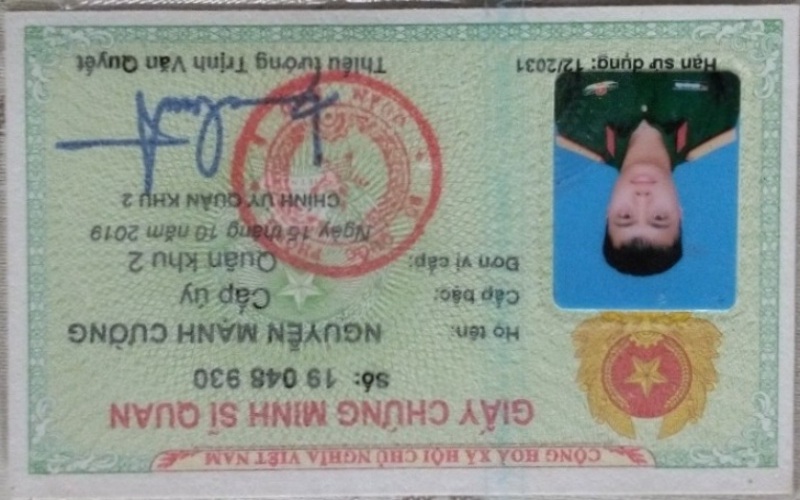 CỘNG HOÀ XÃ HỘI CHỦ NGHĨA VIỆT NAM
GIẤY CHỨNG MINH SĨ QUAN
Số: 19 048 930
Họ tên: NGUYỄN MẠNH CƯỜNG
Cấp bậc: Cấp úy
Đơn vị cấp: Quân khu 2
Ngày 16 tháng 10 năm 2019
CHÍNH ỦY QUÂN KHU 2
Hạn sử dụng: 12/2031
Thiếu tướng Trịnh Văn Quyết